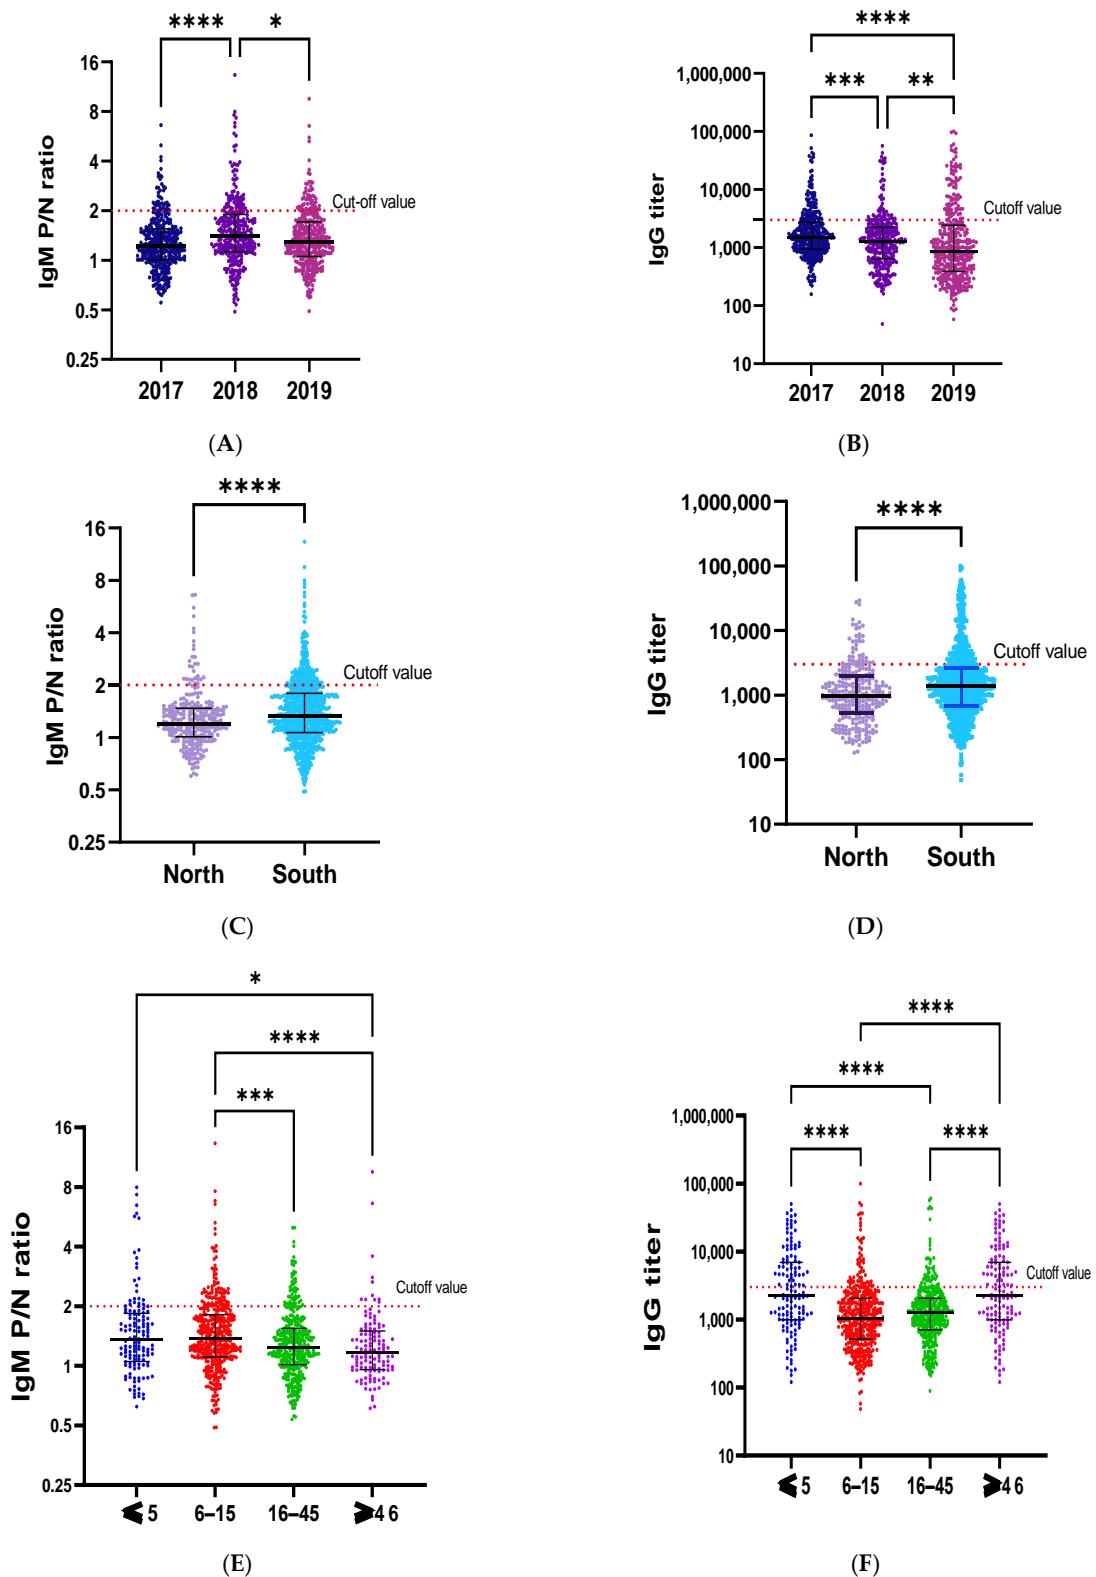 **** *
16
8
4
2
1
0.5
0.25
IgM P/N ratio
Cut-off value
2017 2018 2019
(A)
****
*** **
1,000,000
100,000
10,000
1,000
100
10
IgG titer
Cutoff value
2017 2018 2019
(B)
****
16
8
4
2
1
0.5
0.25
IgM P/N ratio
Cutoff value
North South
(C)
****
1,000,000
100,000
10,000
1,000
100
10
IgG titer
Cutoff value
North South
(D)
*
****
***
16
8
4
2
1
0.5
0.25
IgM P/N ratio
Cutoff value
⩽ 5 6–15 16–45 ⩾4 6
(E)
****
****
**** ****
1,000,000
100,000
10,000
1,000
100
10
IgG titer
Cutoff value
⩽ 5 6–15 16–45 ⩾4 6
(F)